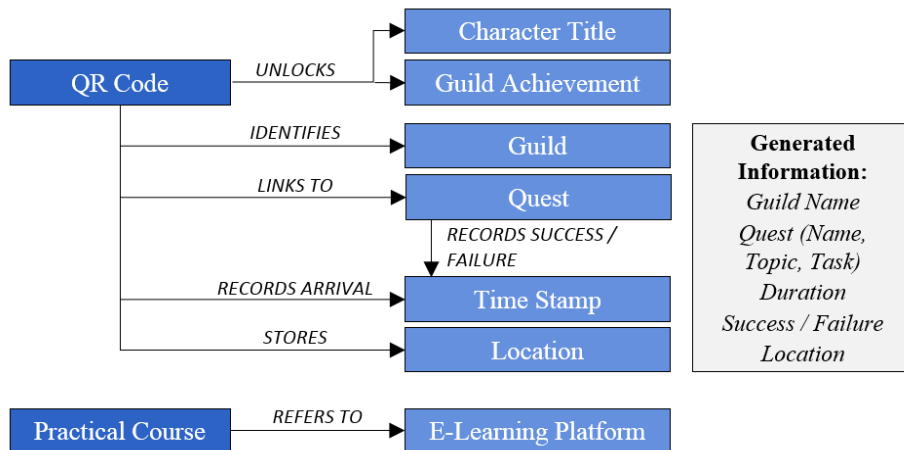 Character Title
UNLOCKS
QR Code
Guild Achievement
IDENTIFIES
Guild
LINKS TO
Quest
RECORDS SUCCESS /
FAILURE
RECORDS ARRIVAL
Time Stamp
STORES
Location
Generated
Information:
Guild Name
Quest (Name,
Topic, Task)
Duration
Success / Failure
Location
Practical Course
REFERS TO
E-Learning Platform